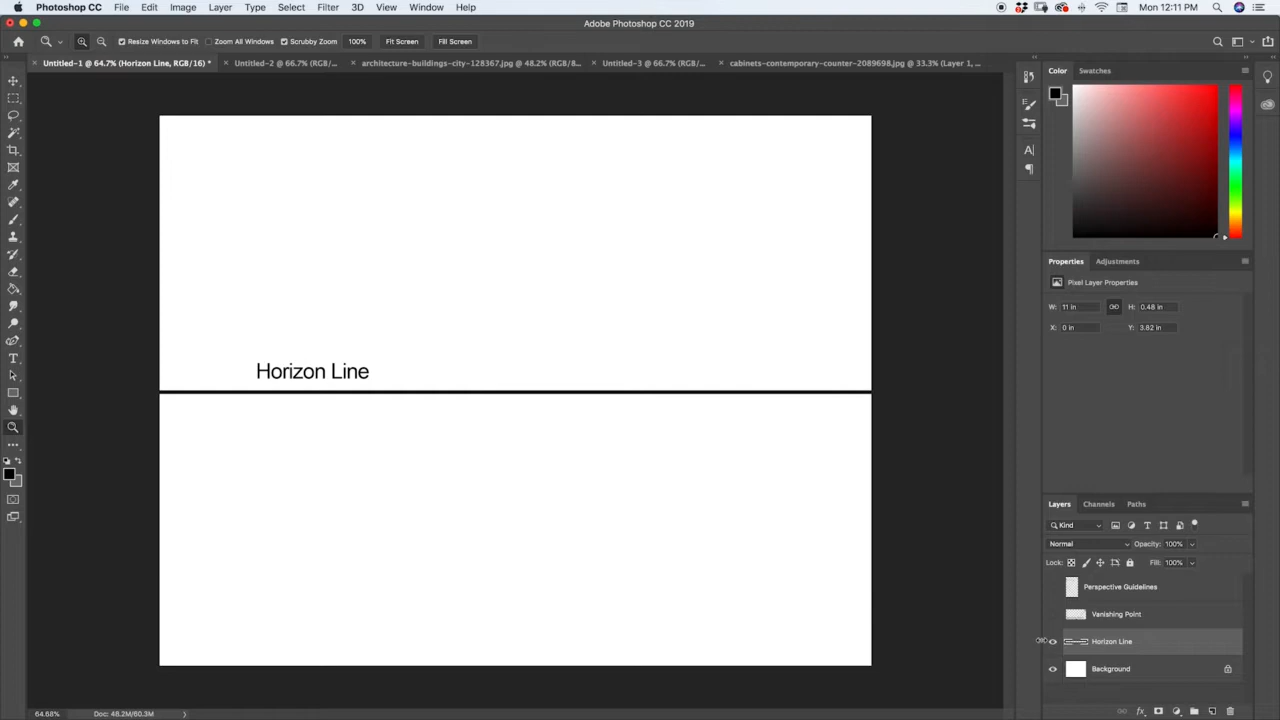 Photoshop CC File Edit Image Layer Type Select Filter 3D View Window Help Mon 12:11 PM
Adobe Photoshop CC 2019
Resize Windows to Fit Zoom All Windows Scrubby Zoom 100% Fit Screen Fill Screen
Untitled-1 @ 64.7% (Horizon Line, RGB/16) * Untitled-2 @ 66.7% (RGB/... architecture-buildings-city-128367.jpg @ 48.2% (RGB/8... Untitled-3 @ 66.7% (RGB/... cabinets-contemporary-counter-2089698.jpg @ 33.3% (Layer 1, ...
Color Swatches
Properties Adjustments
Pixel Layer Properties
W: 11 in H: 0.48 in
X: 0 in Y: 3.82 in
Horizon Line
Layers Channels Paths
Kind
Normal Opacity: 100%
Lock: Fill: 100%
Perspective Guidelines
Vanishing Point
Horizon Line
Background
64.68% Doc: 48.2M/60.3M